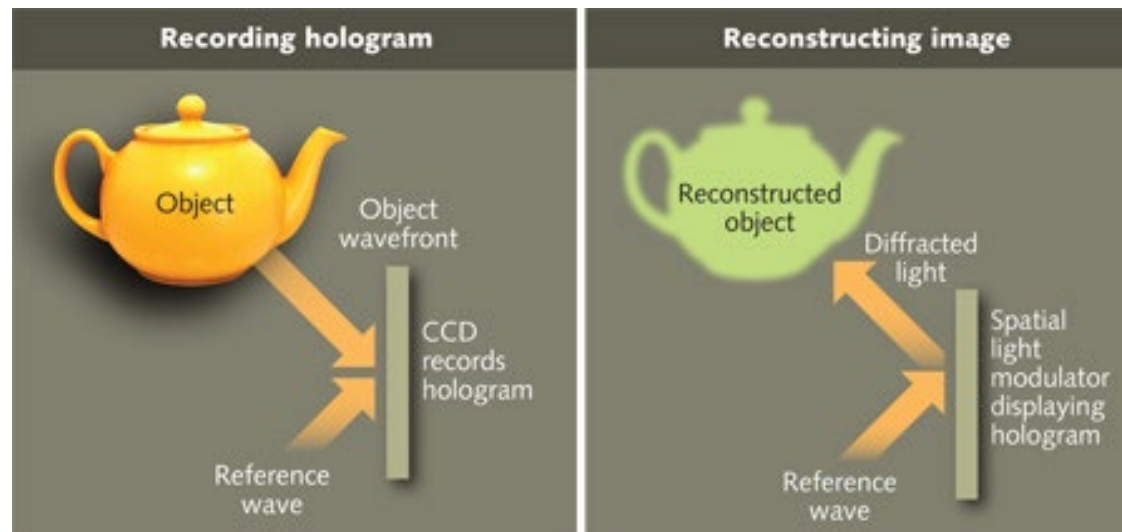 Recording hologram
Object
Object
wavefront
CCD
records
hologram
Reference
wave
Reconstructing image
Reconstructed
object
Diffracted
light
Spatial
light
modulator
displaying
hologram
Reference
wave